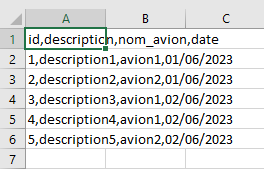 A B C
1 id,description,nom_avion,date
2 1,description1,avion1,01/06/2023
3 2,description2,avion2,01/06/2023
4 3,description3,avion1,02/06/2023
5 4,description4,avion1,02/06/2023
6 5,description5,avion2,02/06/2023
7